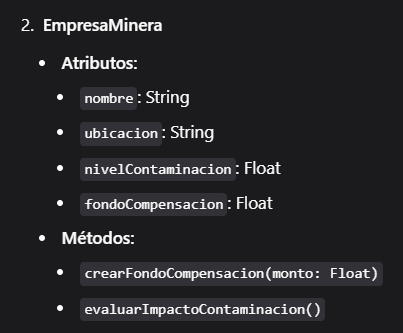 2. EmpresaMinera
• Atributos:
• nombre: String
• ubicacion: String
• nivelContaminacion: Float
• fondoCompensacion: Float
• Métodos:
• crearFondoCompensacion(monto: Float)
• evaluarImpactoContaminacion()